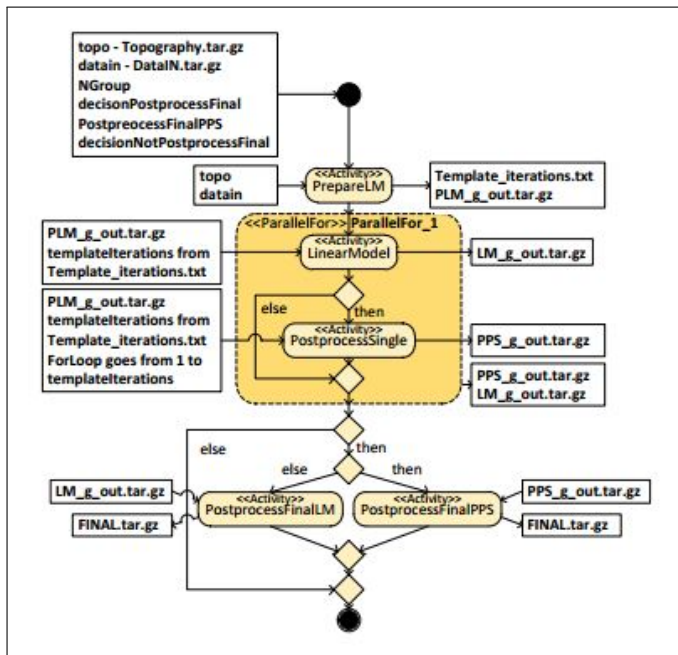 topo - Topography.tar.gz
datain - DataIN.tar.gz
NGroup
decisonPostprocessFinal
PostpreocessFinalPPS
decisionNotPostprocessFinal
topo
datain
<<Activity>>
PrepareLM
Template_iterations.txt
PLM_g_out.tar.gz
<<ParallelFor>> ParallelFor_1
PLM_g_out.tar.gz
templateIterations from
Template_iterations.txt
<<Activity>>
LinearModel
LM_g_out.tar.gz
else
then
PLM_g_out.tar.gz
templateIterations from
Template_iterations.txt
ForLoop goes from 1 to
templateIterations
<<Activity>>
PostprocessSingle
PPS_g_out.tar.gz
PPS_g_out.tar.gz
LM_g_out.tar.gz
else
then
else
then
LM_g_out.tar.gz
FINAL.tar.gz
<<Activity>>
PostprocessFinalLM
<<Activity>>
PostprocessFinalPPS
PPS_g_out.tar.gz
FINAL.tar.gz